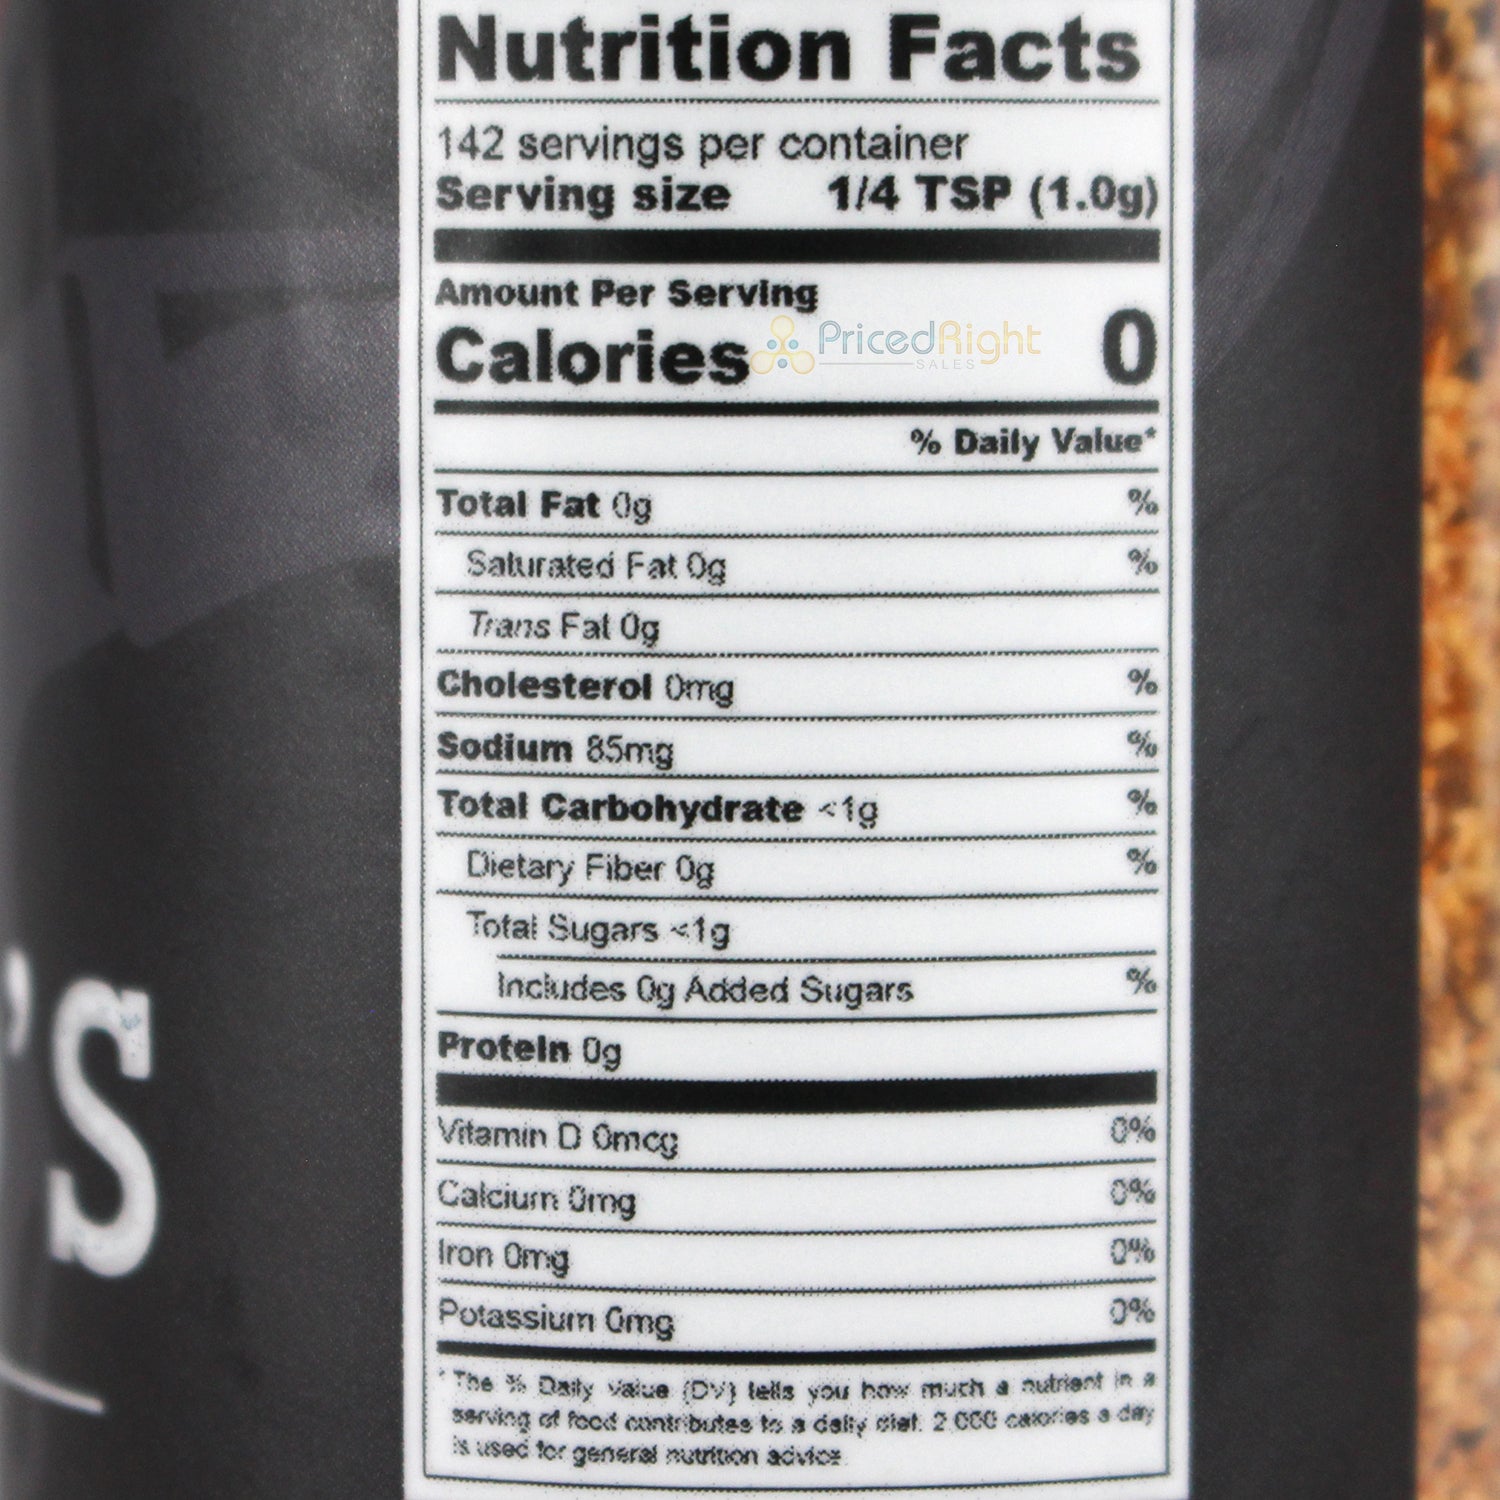 Nutrition Facts
142 servings per container
Serving size 1/4 TSP (1.0g)
Amount Per Serving
Calories 0
PricedRight
SALES
% Daily Value*
Total Fat 0g %
Saturated Fat 0g %
Trans Fat 0g
Cholesterol 0mg %
Sodium 85mg %
Total Carbohydrate <1g %
Dietary Fiber 0g %
Total Sugars <1g
Includes 0g Added Sugars %
Protein 0g
Vitamin D 0mcg 0%
Calcium 0mg 0%
Iron 0mg 0%
Potassium 0mg 0%
* The % Daily Value (DV) tells you how much a nutrient in a
serving of food contributes to a daily diet. 2,000 calories a day
is used for general nutrition advice
'S